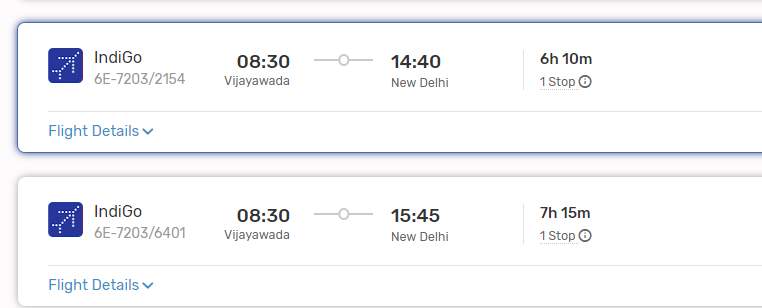 IndiGo 08:30 14:40 6h 10m
6E-7203/2154 Vijayawada New Delhi 1 Stop
Flight Details
IndiGo 08:30 15:45 7h 15m
6E-7203/6401 Vijayawada New Delhi 1 Stop
Flight Details